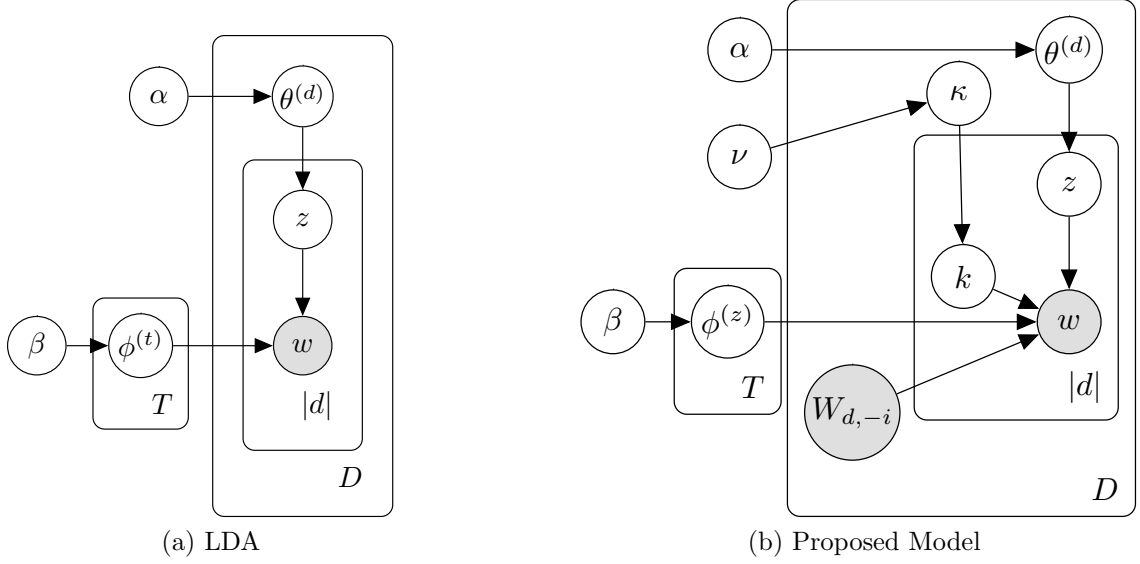 α
θ^(d)
z
β
φ^(t)
w
T
|d|
D
(a) LDA
α
θ^(d)
κ
ν
z
k
β
φ^(z)
w
T
|d|
W_{d,−i}
D
(b) Proposed Model